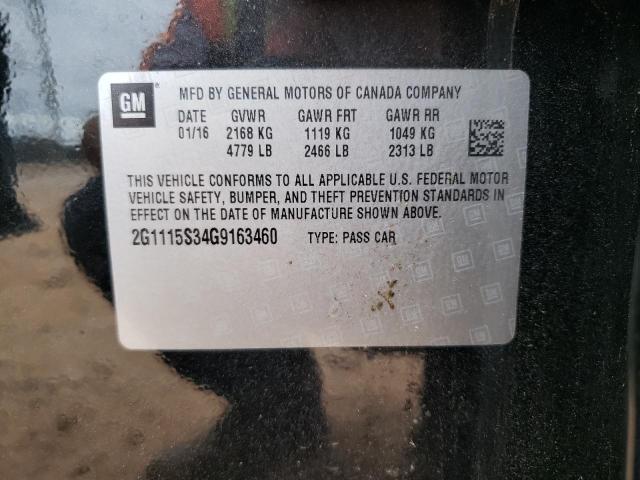 GM MFD BY GENERAL MOTORS OF CANADA COMPANY
DATE GVWR GAWR FRT GAWR RR
01/16 2168 KG 1119 KG 1049 KG
4779 LB 2466 LB 2313 LB
THIS VEHICLE CONFORMS TO ALL APPLICABLE U.S. FEDERAL MOTOR
VEHICLE SAFETY, BUMPER, AND THEFT PREVENTION STANDARDS IN
EFFECT ON THE DATE OF MANUFACTURE SHOWN ABOVE.
2G1115S34G9163460 TYPE: PASS CAR